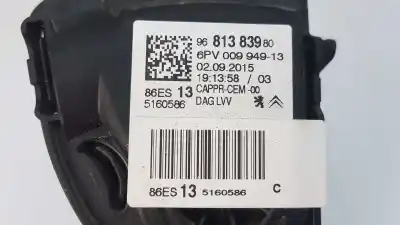 96 813 839 80
6PV 009 949-13
02.09.2015
19:13:58 / 03
86ES 13 CAPPR-CEM -00
5160586 DAG LVV
86ES 13 5160586 C